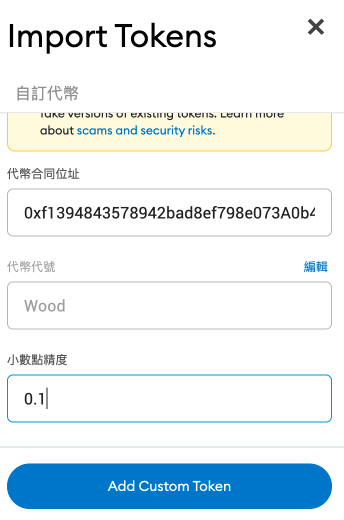 Import Tokens
自訂代幣
fake versions of existing tokens. Learn more
about scams and security risks.
代幣合同位址
0xf1394843578942bad8ef798e073A0b4
代幣代號
編輯
Wood
小數點精度
0.1
Add Custom Token